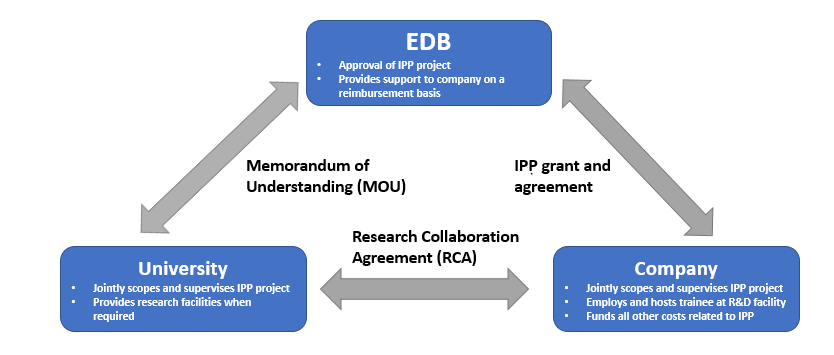 EDB
• Approval of IPP project
• Provides support to company on a
reimbursement basis
Memorandum of
Understanding (MOU)
IPP grant and
agreement
Research Collaboration
Agreement (RCA)
University
• Jointly scopes and supervises IPP project
• Provides research facilities when
required
Company
• Jointly scopes and supervises IPP project
• Employs and hosts trainee at R&D facility
• Funds all other costs related to IPP